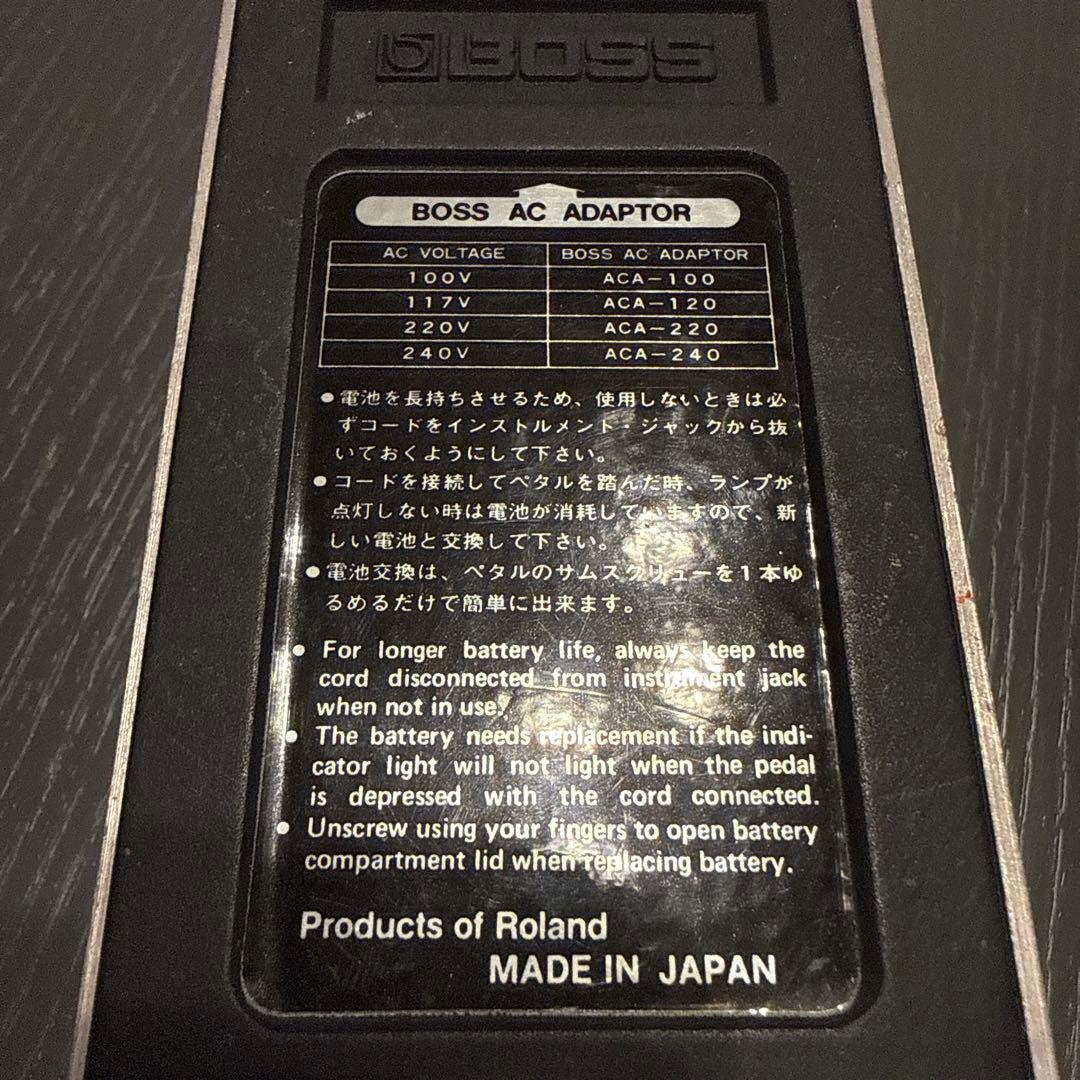 BOSS
BOSS AC ADAPTOR
AC VOLTAGE BOSS AC ADAPTOR
100V ACA-100
117V ACA-120
220V ACA-220
240V ACA-240
●電池を長持ちさせるため、使用しないときは必
ずコードをインストルメント・ジャックから抜
いておくようにして下さい。
●コードを接続してペタルを踏んだ時、ランプが
点灯しない時は電池が消耗していますので、新
しい電池と交換して下さい。
●電池交換は、ペタルのサムスクリューを1本ゆ
るめるだけで簡単に出来ます。
● For longer battery life, always keep the
cord disconnected from instrument jack
when not in use.
● The battery needs replacement if the indi-
cator light will not light when the pedal
is depressed with the cord connected.
● Unscrew using your fingers to open battery
compartment lid when replacing battery.
Products of Roland
MADE IN JAPAN